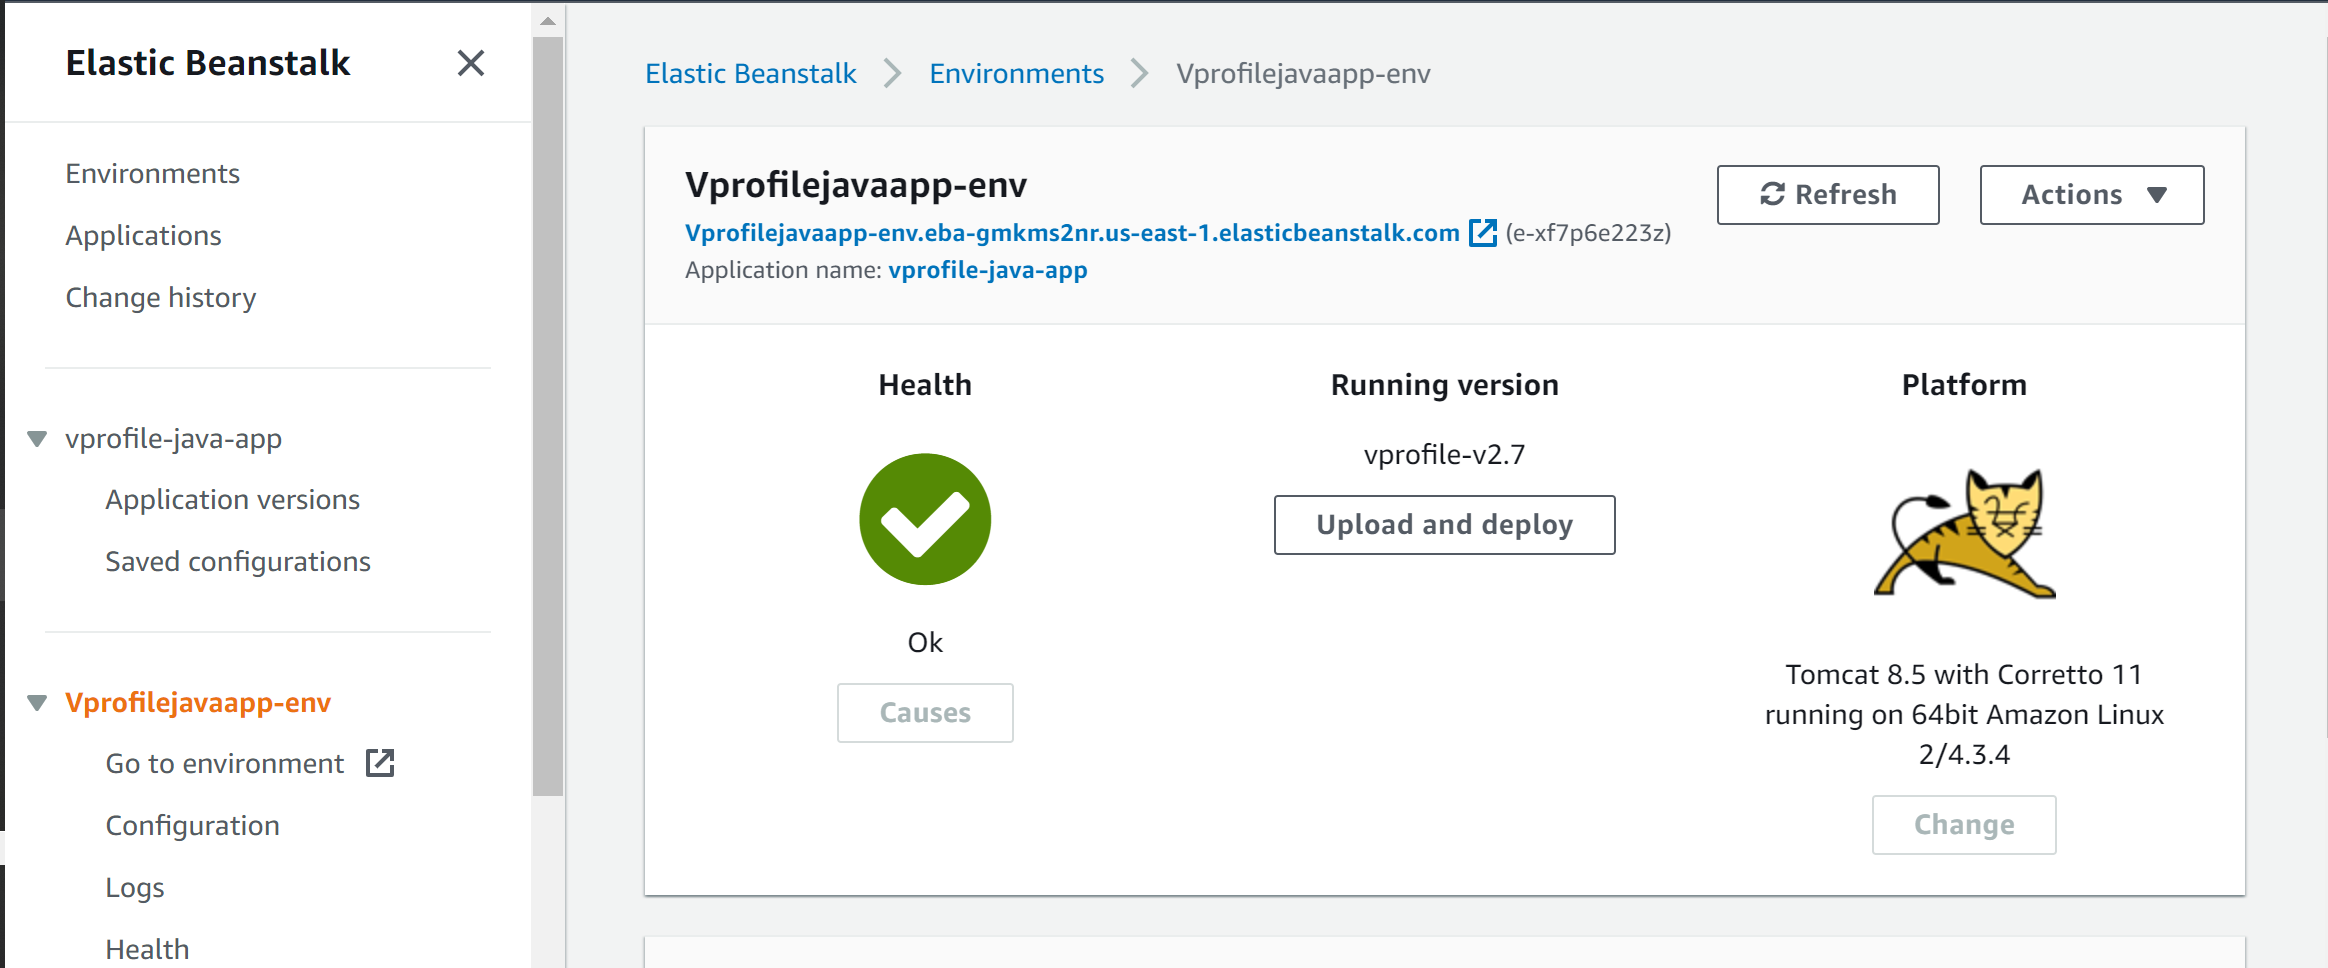 Elastic Beanstalk
Environments
Applications
Change history
vprofile-java-app
Application versions
Saved configurations
Vprofilejavaapp-env
Go to environment
Configuration
Logs
Health
Elastic Beanstalk Environments Vprofilejavaapp-env
Vprofilejavaapp-env
Vprofilejavaapp-env.eba-gmkms2nr.us-east-1.elasticbeanstalk.com (e-xf7p6e223z)
Application name: vprofile-java-app
Refresh
Actions
Health
Ok
Causes
Running version
vprofile-v2.7
Upload and deploy
Platform
Tomcat 8.5 with Corretto 11
running on 64bit Amazon Linux
2/4.3.4
Change